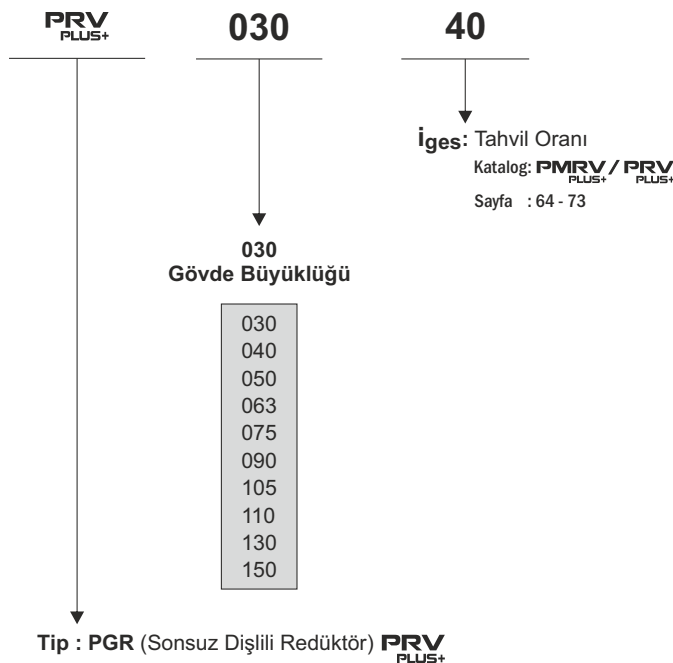 PRV 030 40
PLUS+
İges: Tahvil Oranı
Katalog: PMRV PLUS+ / PRV PLUS+
Sayfa : 64 - 73
030
Gövde Büyüklüğü
030
040
050
063
075
090
105
110
130
150
Tip : PGR (Sonsuz Dişlili Redüktör) PRV PLUS+